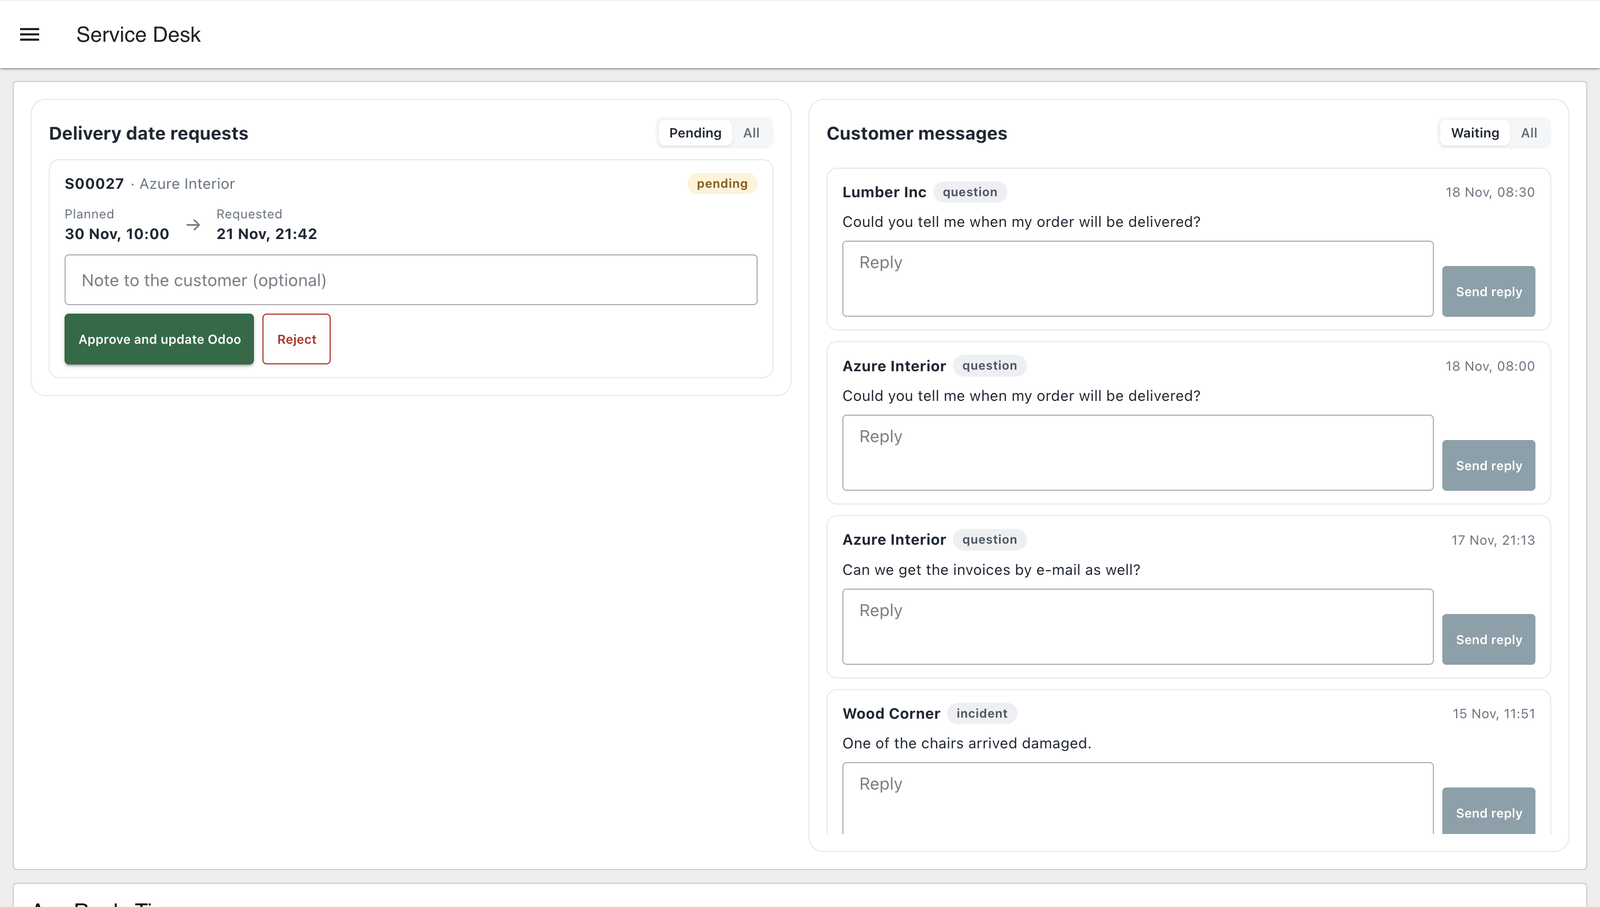 Service Desk
Delivery date requests
Pending All
S00027 · Azure Interior
pending
Planned
30 Nov, 10:00
→
Requested
21 Nov, 21:42
Note to the customer (optional)
Approve and update Odoo
Reject
Customer messages
Waiting All
Lumber Inc question 18 Nov, 08:30
Could you tell me when my order will be delivered?
Reply
Send reply
Azure Interior question 18 Nov, 08:00
Could you tell me when my order will be delivered?
Reply
Send reply
Azure Interior question 17 Nov, 21:13
Can we get the invoices by e-mail as well?
Reply
Send reply
Wood Corner incident 15 Nov, 11:51
One of the chairs arrived damaged.
Reply
Send reply